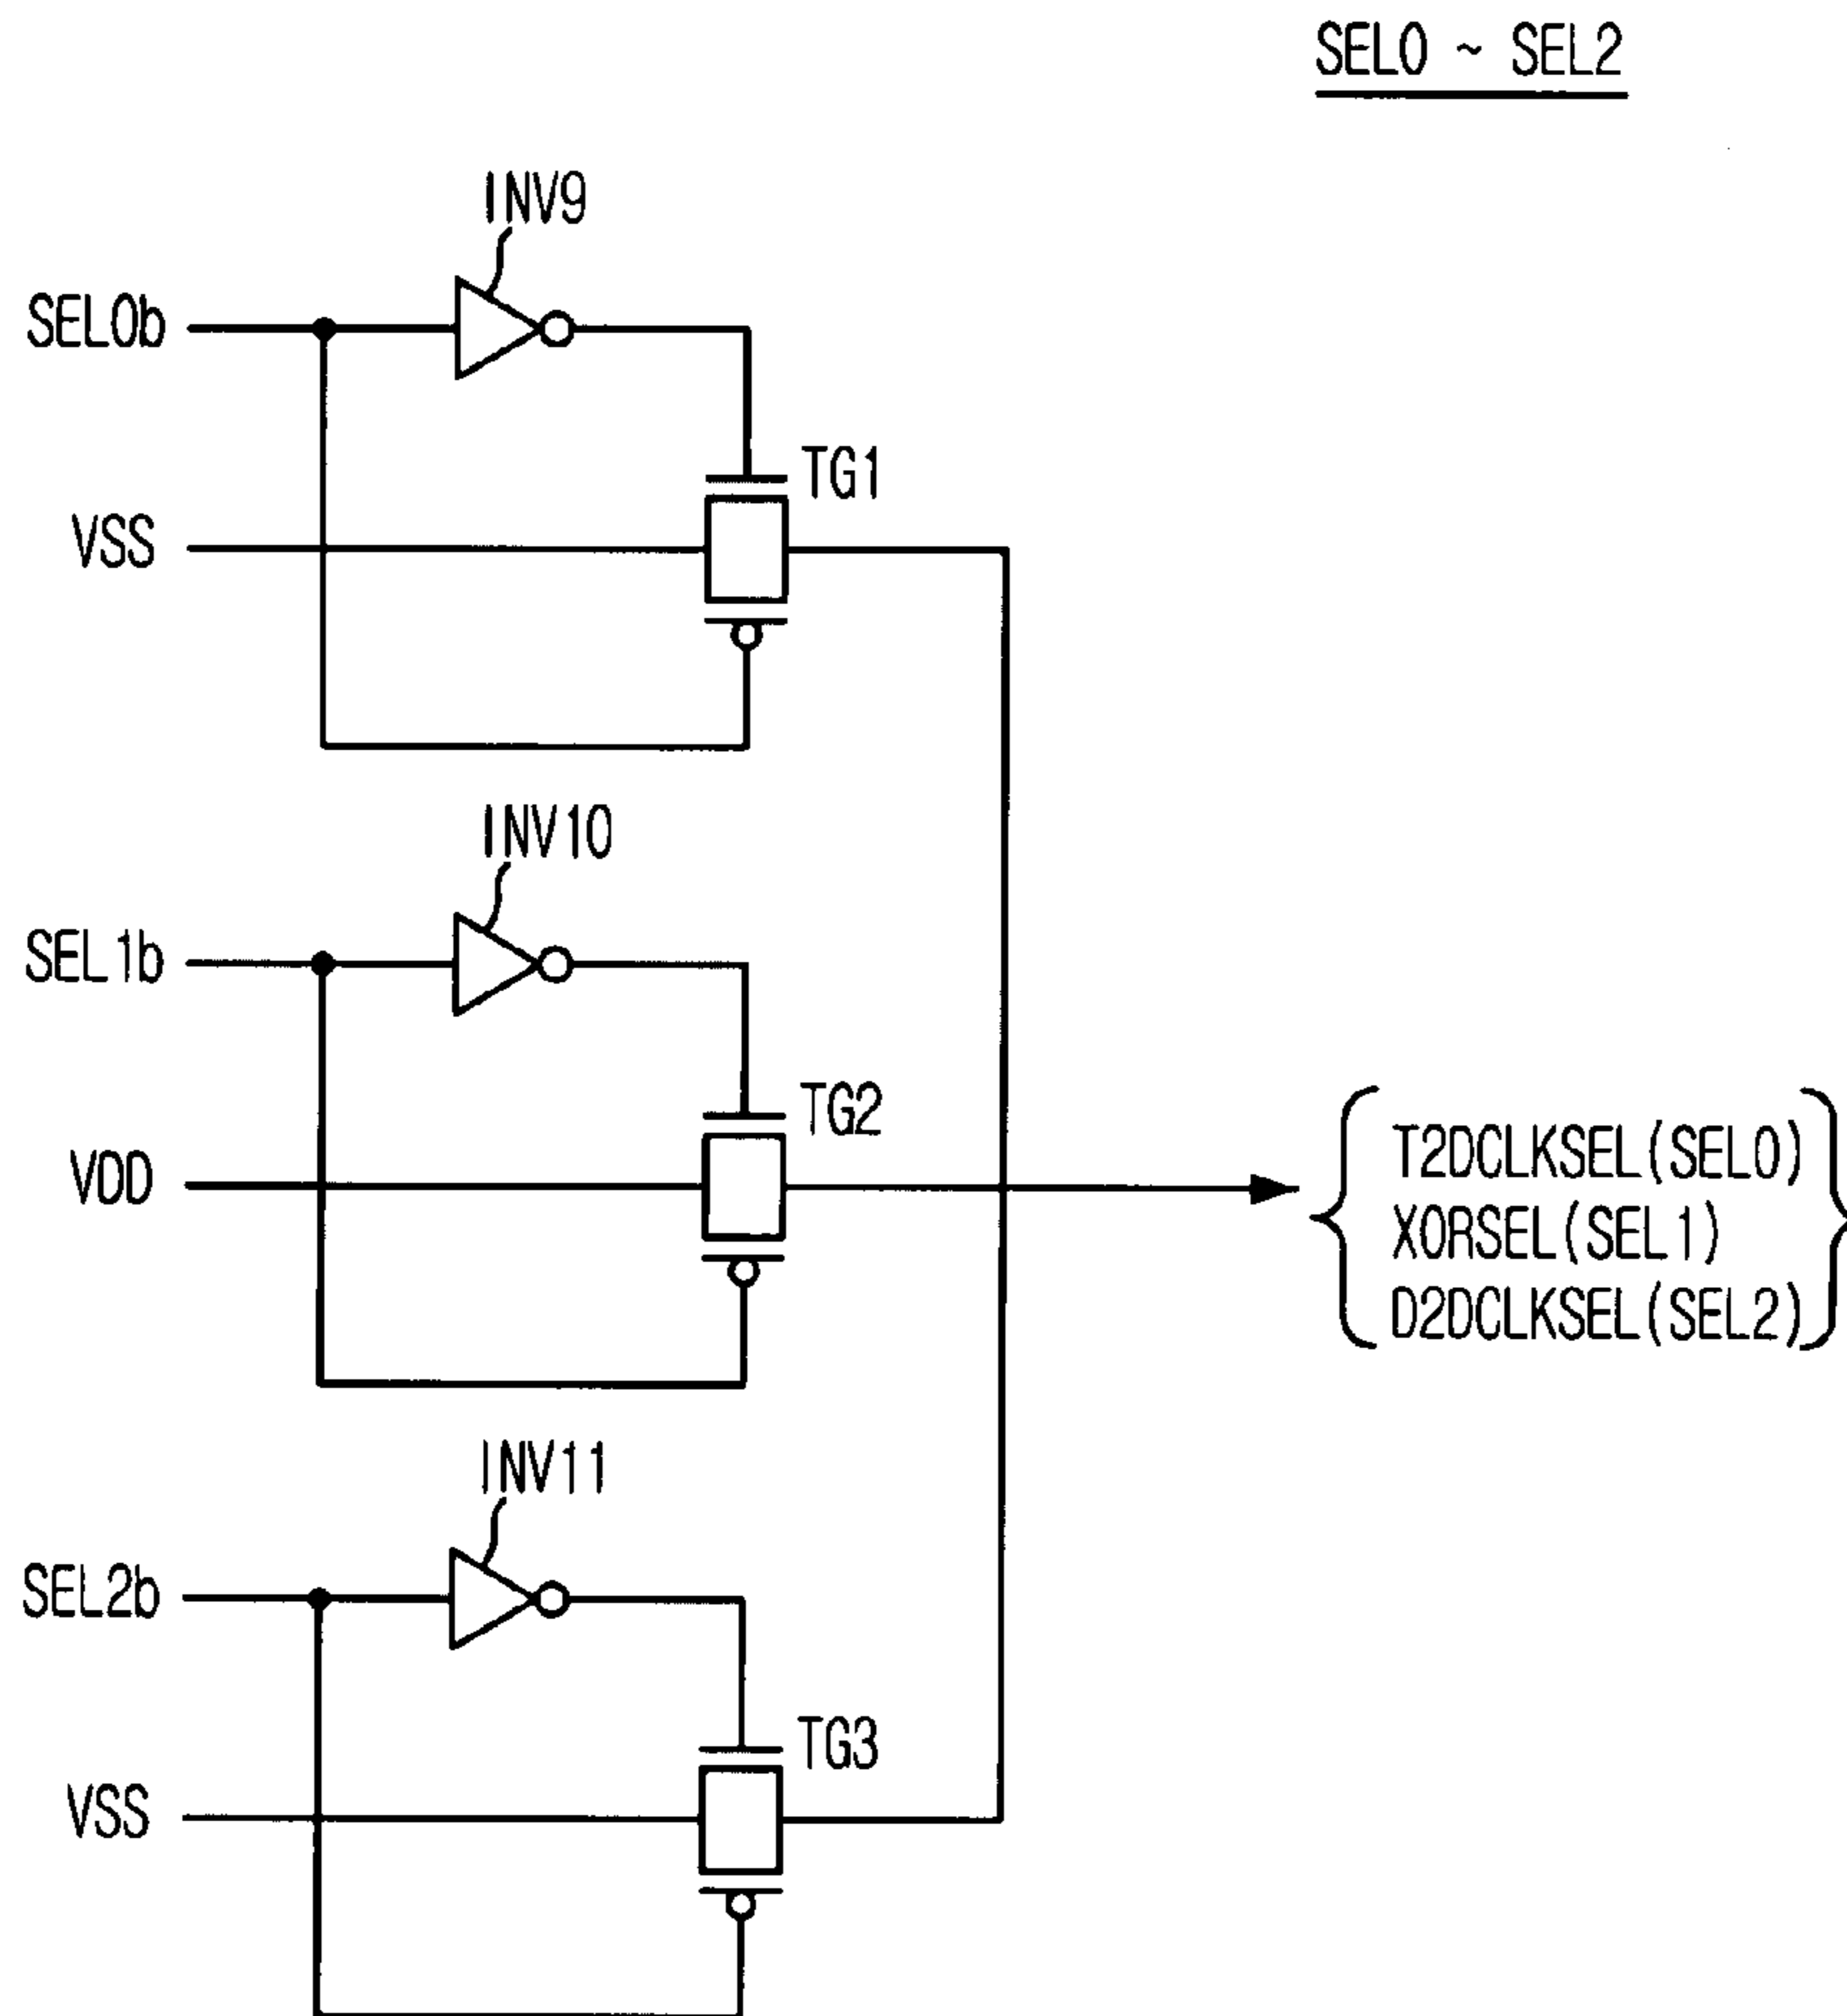 SEL0 ~ SEL2
INV9
SEL0b
TG1
VSS
INV10
SEL1b
TG2
VDD
T2DCLKSEL(SEL0)
XORSEL(SEL1)
D2DCLKSEL(SEL2)
INV11
SEL2b
TG3
VSS